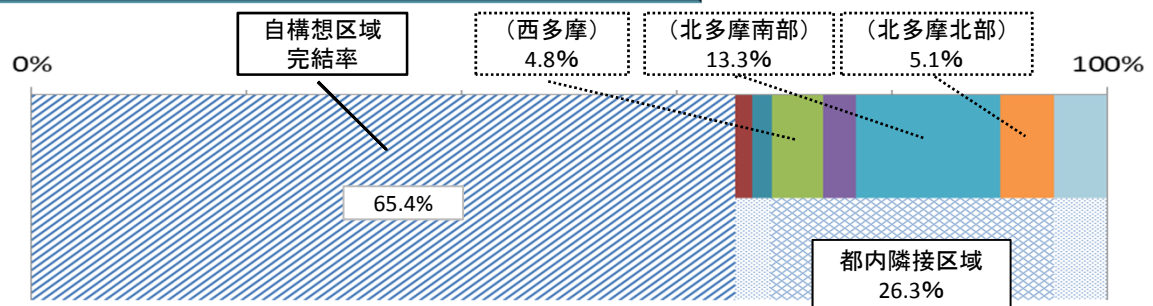 自構想区域
完結率
(西多摩)
4.8%
(北多摩南部)
13.3%
(北多摩北部)
5.1%
0%
100%
65.4%
都内隣接区域
26.3%